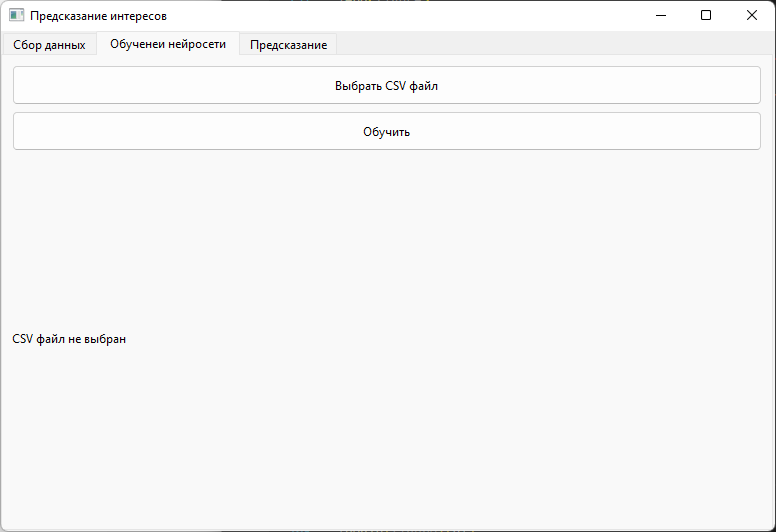 Предсказание интересов
Сбор данных Обученеи нейросети Предсказание
Выбрать CSV файл
Обучить
CSV файл не выбран